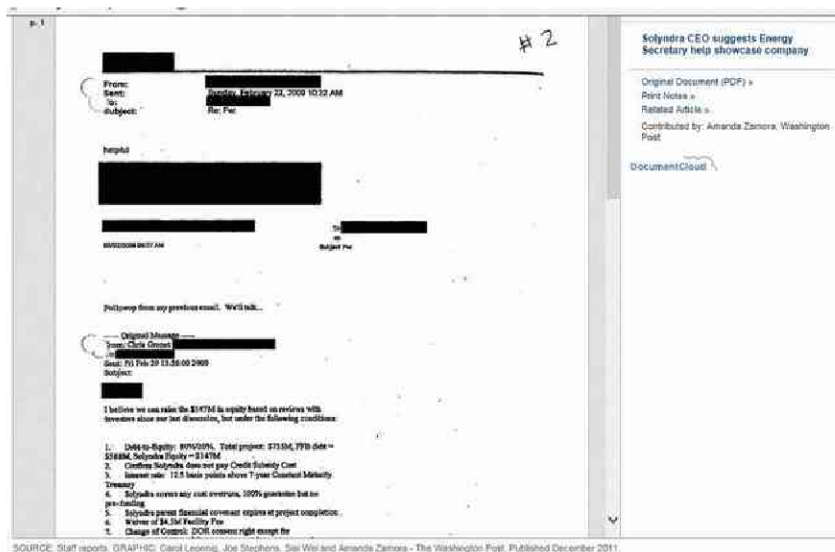 p. 1
# 2
From:
Sent: Sunday, February 22, 2009 10:22 AM
To:
Subject: Re: Fw:
helpful
To
cc
Subject Fw:
Followup from my previous email. We'll talk...
----- Original Message -----
From: Chris Gronet
Sent: Fri Feb 20 13:56:00 2009
Subject:
I believe we can raise the $147M in equity based on reviews with
investors since our last discussion, but under the following conditions:
1. Debt-to-Equity: 80%/20%. Total project: $735M, FFB debt =
$588M, Solyndra Equity = $147M
2. Confirm Solyndra does not pay Credit Subsidy Cost
3. Interest rate: 12.5 basis points above 7-year Constant Maturity
Treasury
4. Solyndra covers any cost overruns, 100% guarantee but no
pre-funding
5. Solyndra parent financial covenant expires at project completion.
6. Waiver of $4.3M Facility Fee
7. Change of Control: DOE consent right except for
Solyndra CEO suggests Energy
Secretary help showcase company
Original Document (PDF) »
Print Notes »
Related Article »
Contributed by: Amanda Zamora, Washington
Post
DocumentCloud
SOURCE: Staff reports. GRAPHIC: Carol Leonnig, Joe Stephens, Sisi Wei and Amanda Zamora - The Washington Post. Published December 2011